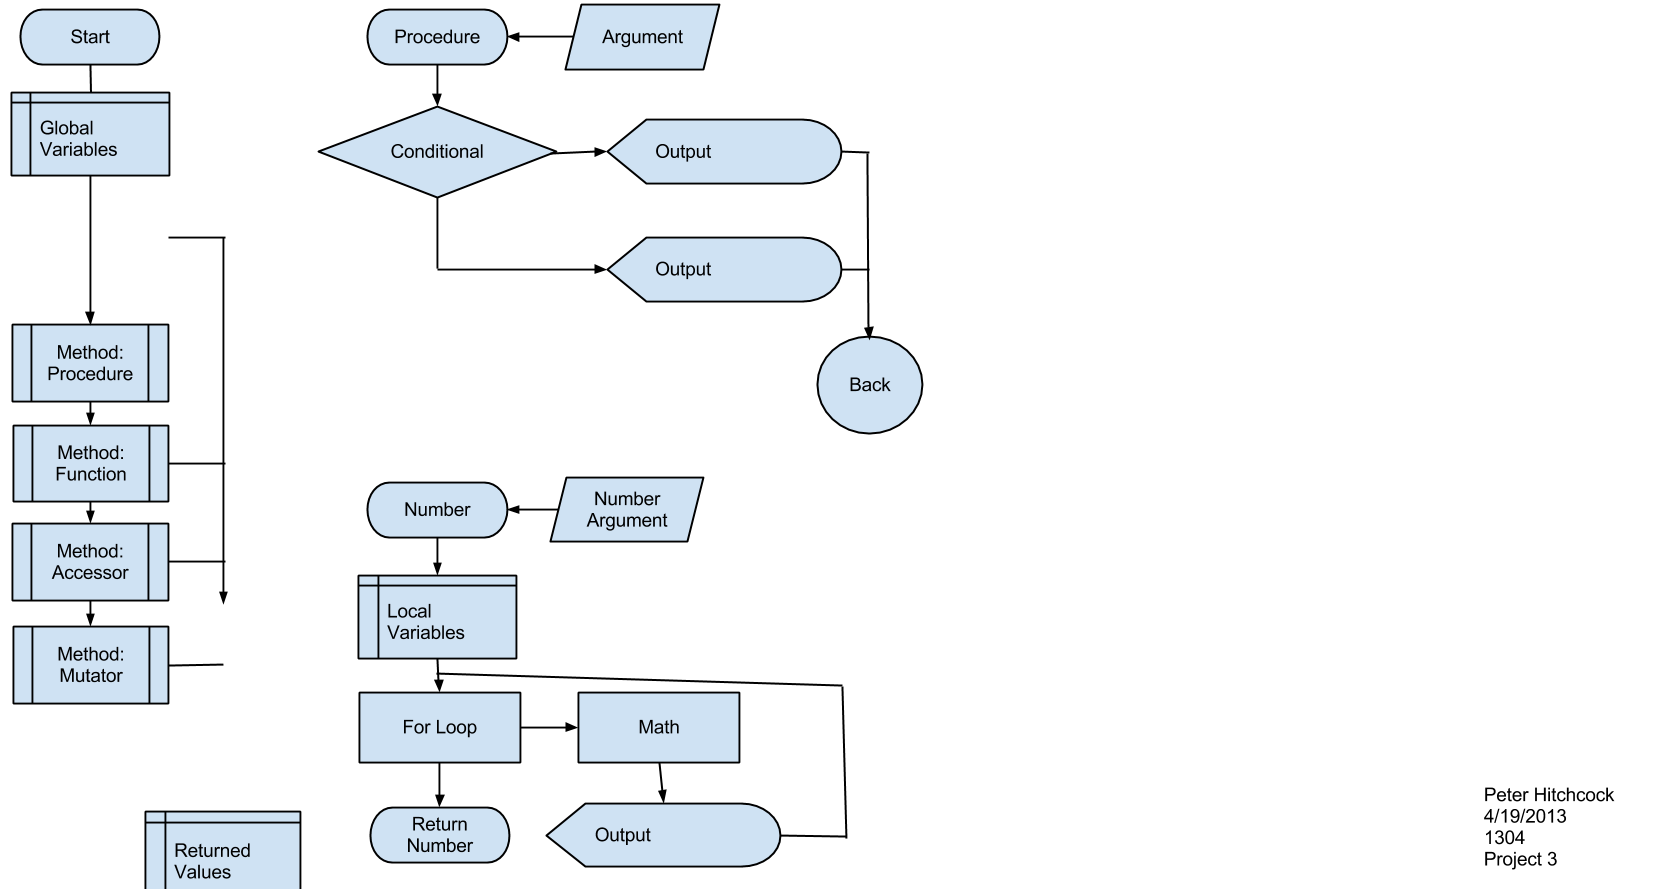 Start
Global
Variables
Method:
Procedure
Method:
Function
Method:
Accessor
Method:
Mutator
Returned
Values
Procedure
Argument
Conditional
Output
Output
Back
Number
Number
Argument
Local
Variables
For Loop
Math
Return
Number
Output
Peter Hitchcock
4/19/2013
1304
Project 3